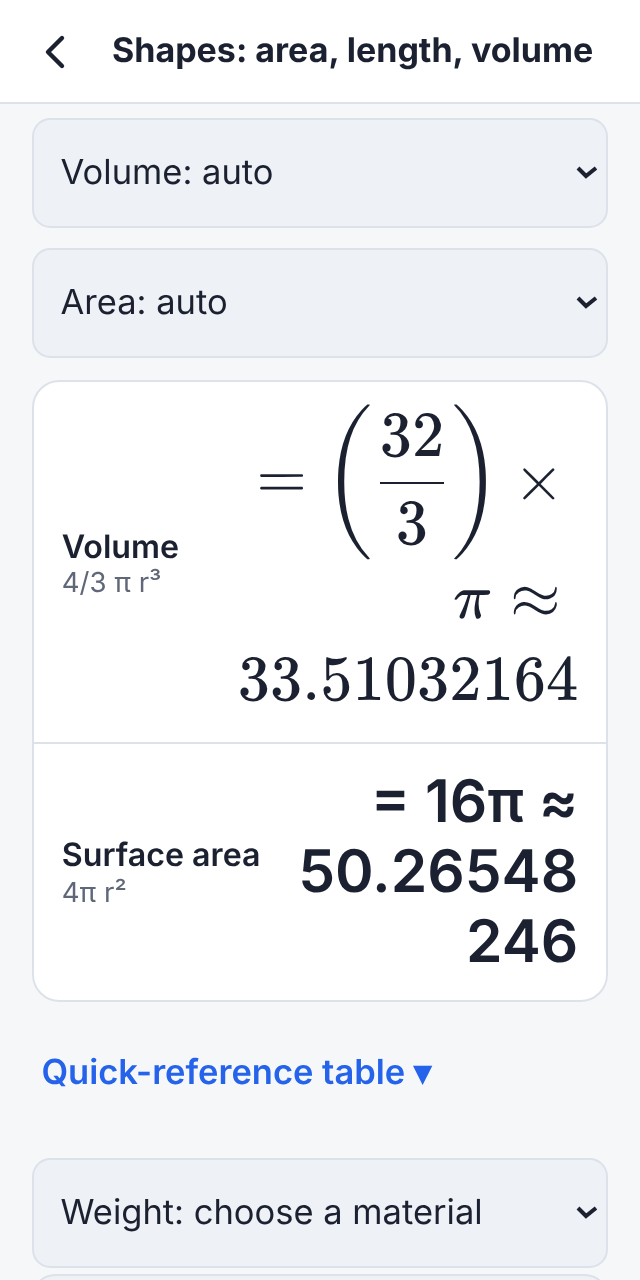 Shapes: area, length, volume
Volume: auto
Area: auto
Volume
4/3 π r³
= (32/3) ×
π ≈
33.51032164
Surface area
4π r²
= 16π ≈
50.26548
246
Quick-reference table ▼
Weight: choose a material